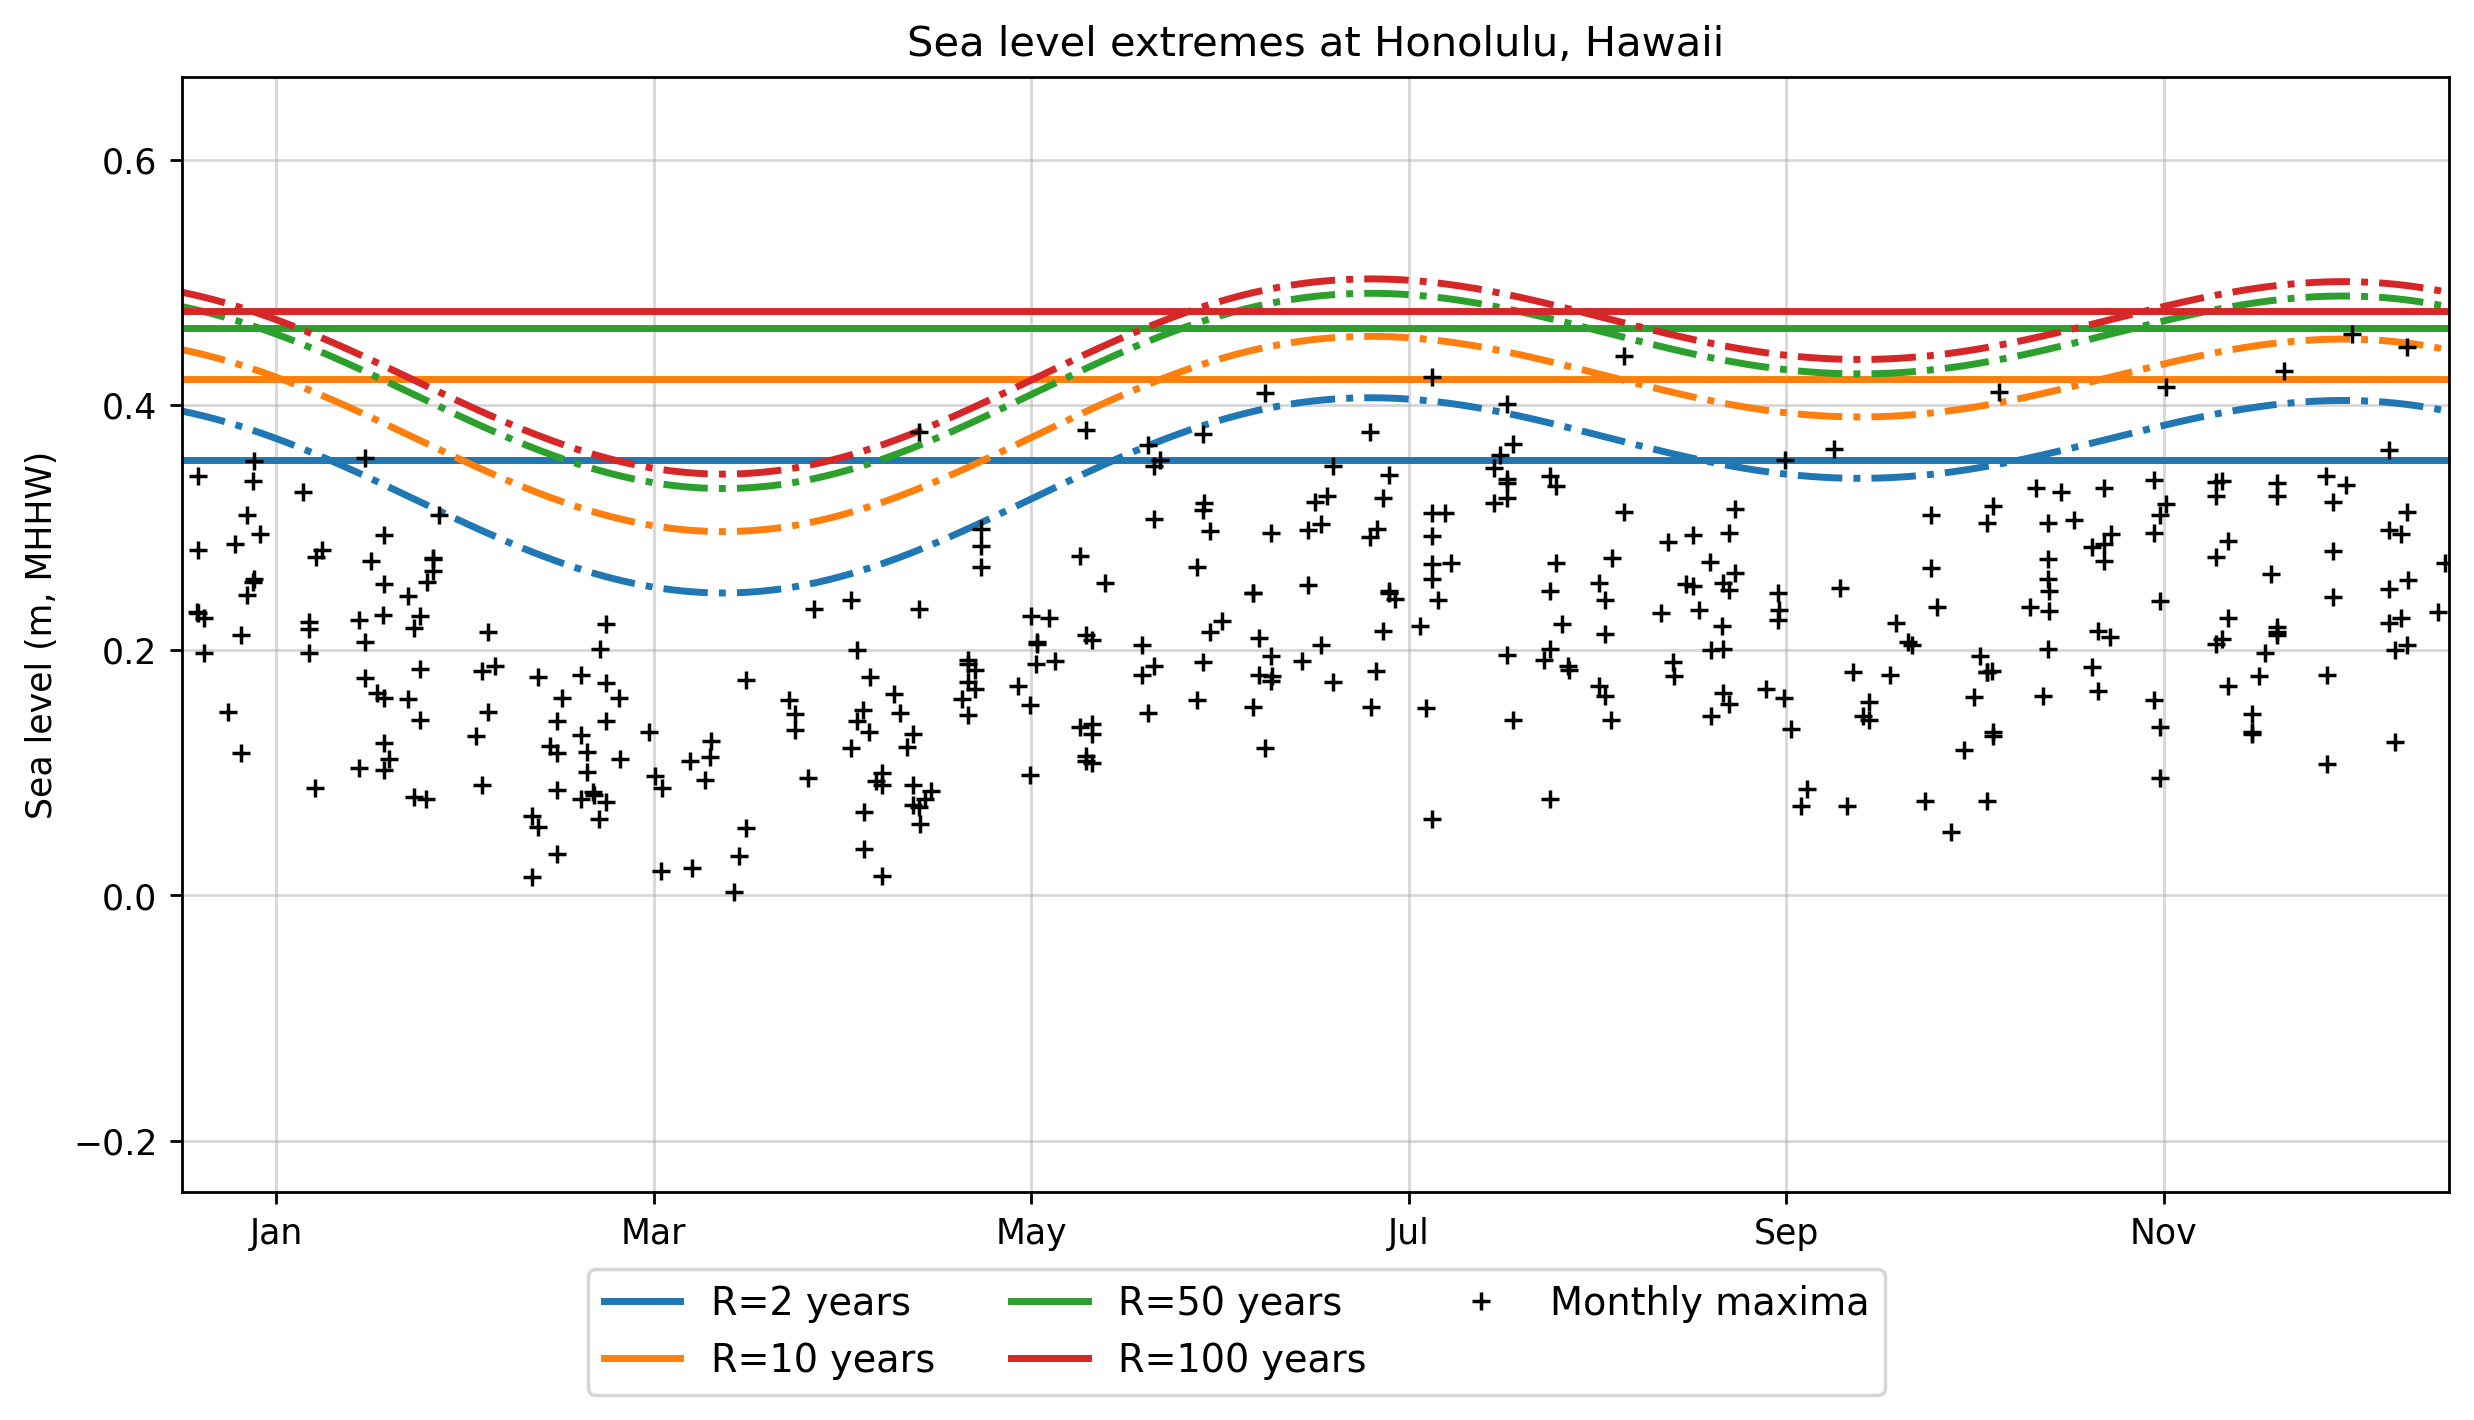 Sea level extremes at Honolulu, Hawaii
Sea level (m, MHHW)
0.6
0.4
0.2
0.0
−0.2
Jan
Mar
May
Jul
Sep
Nov
R=2 years
R=10 years
R=50 years
R=100 years
Monthly maxima